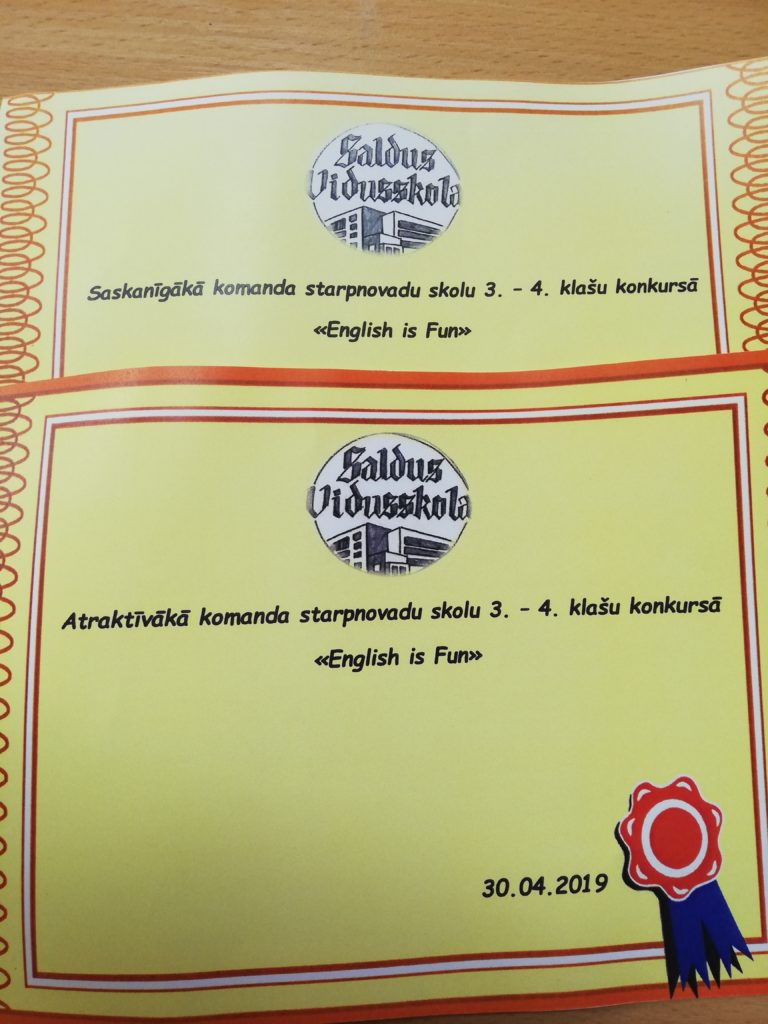 Saldus
Vidusskola
Saskanīgākā komanda starpnovadu skolu 3. - 4. klašu konkursā
«English is Fun»
Saldus
Vidusskola
Atraktīvākā komanda starpnovadu skolu 3. - 4. klašu konkursā
«English is Fun»
30.04.2019